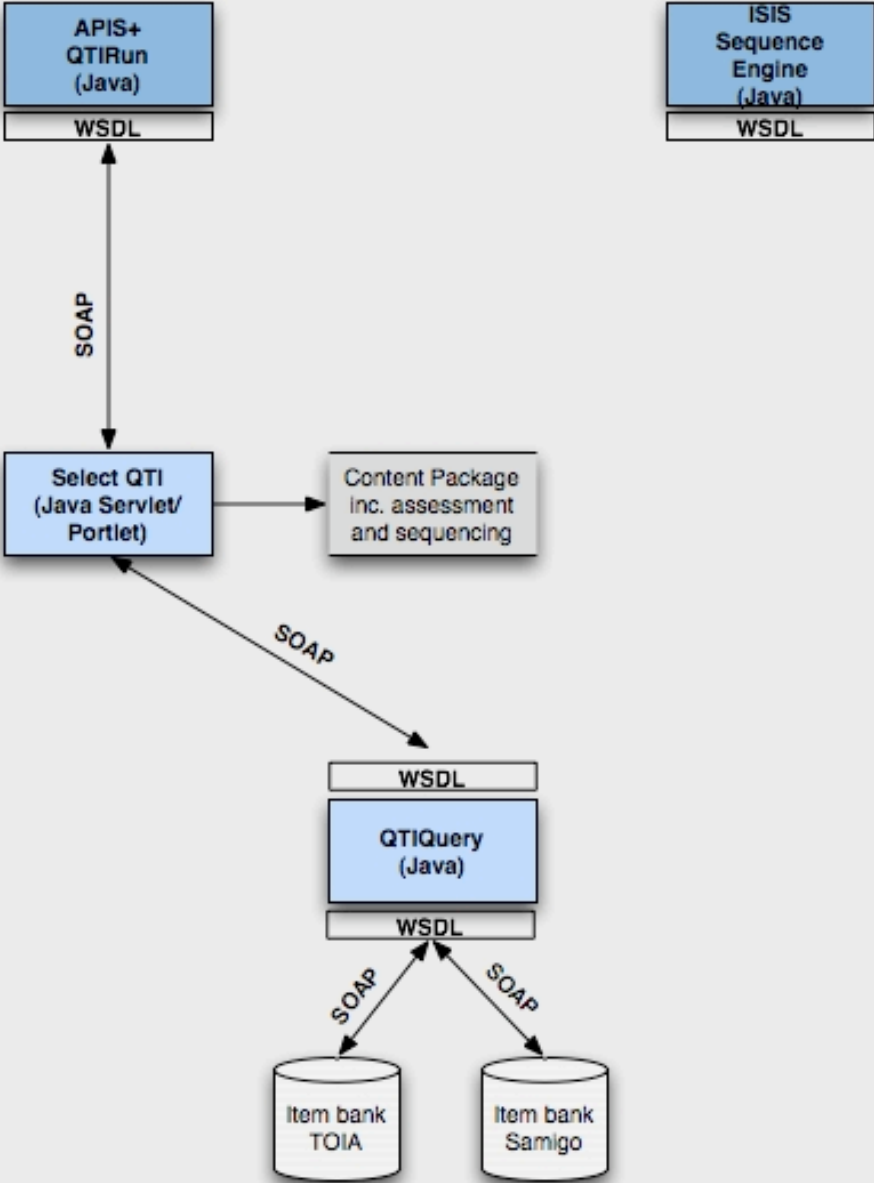 APIS+
QTIRun
(Java)
WSDL
ISIS
Sequence
Engine
(Java)
WSDL
SOAP
Select QTI
(Java Servlet/
Portlet)
Content Package
inc. assessment
and sequencing
SOAP
WSDL
QTIQuery
(Java)
WSDL
SOAP
SOAP
Item bank
TOIA
Item bank
Samigo